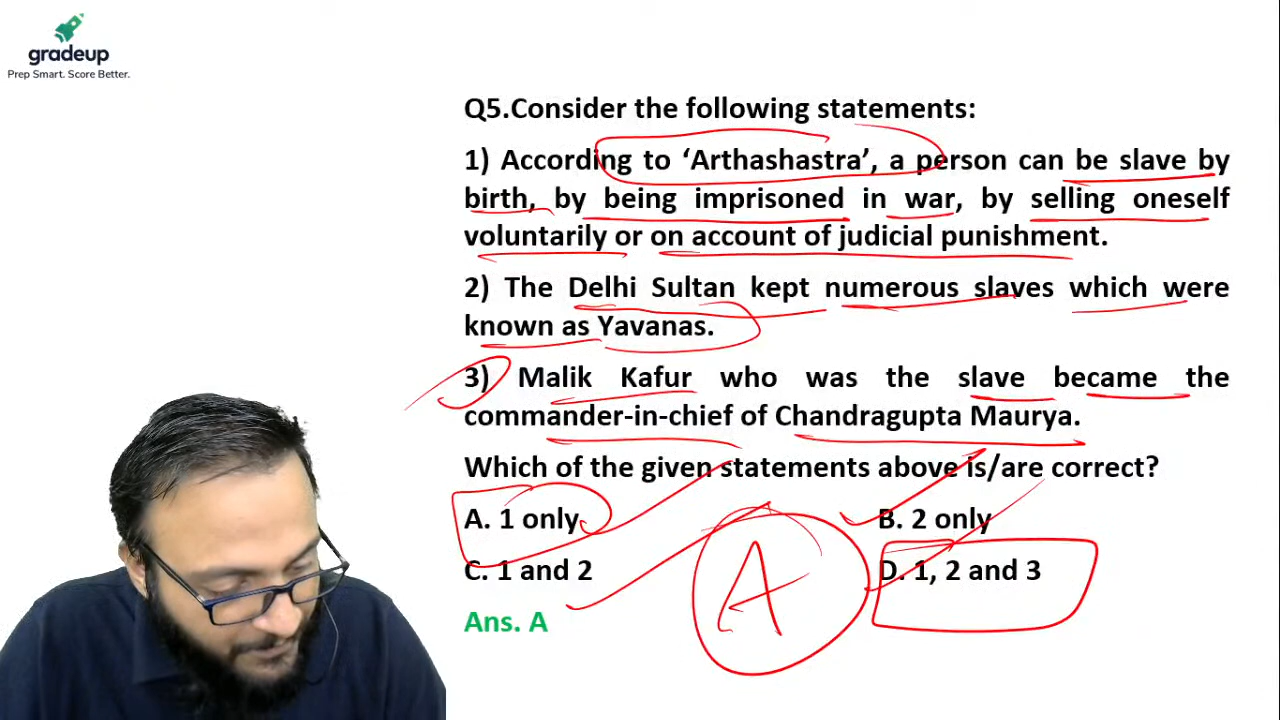 gradeup
Prep Smart. Score Better.
Q5.Consider the following statements:
1) According to ‘Arthashastra’, a person can be slave by
birth, by being imprisoned in war, by selling oneself
voluntarily or on account of judicial punishment.
2) The Delhi Sultan kept numerous slaves which were
known as Yavanas.
3) Malik Kafur who was the slave became the
commander-in-chief of Chandragupta Maurya.
Which of the given statements above is/are correct?
A. 1 only B. 2 only
C. 1 and 2 D. 1, 2 and 3
Ans. A
A